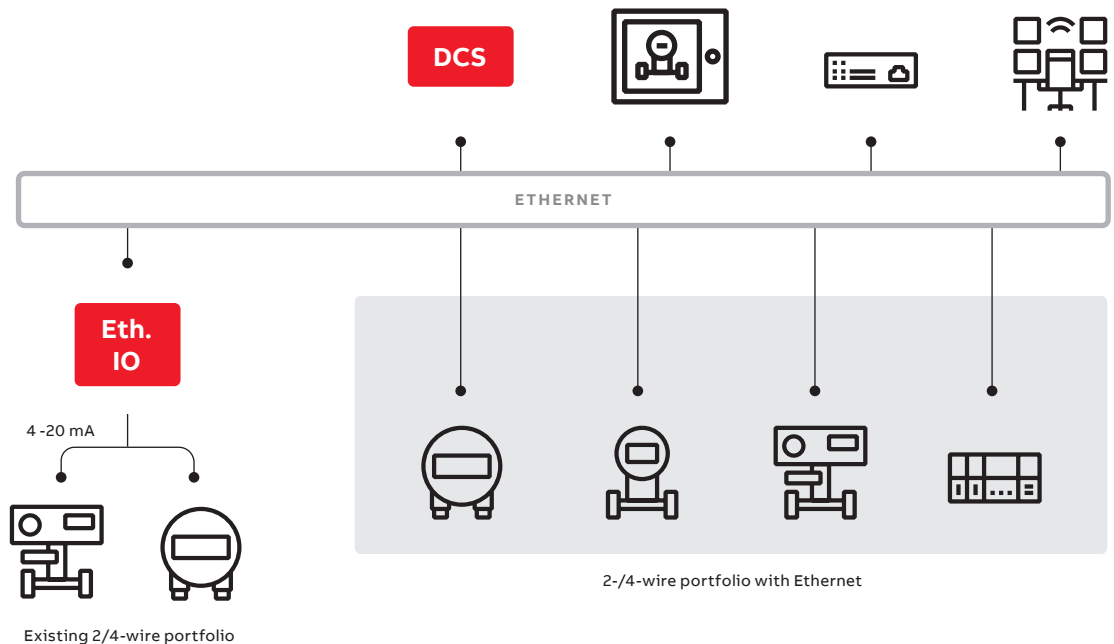 DCS
ETHERNET
Eth.
IO
4 -20 mA
2-/4-wire portfolio with Ethernet
Existing 2/4-wire portfolio